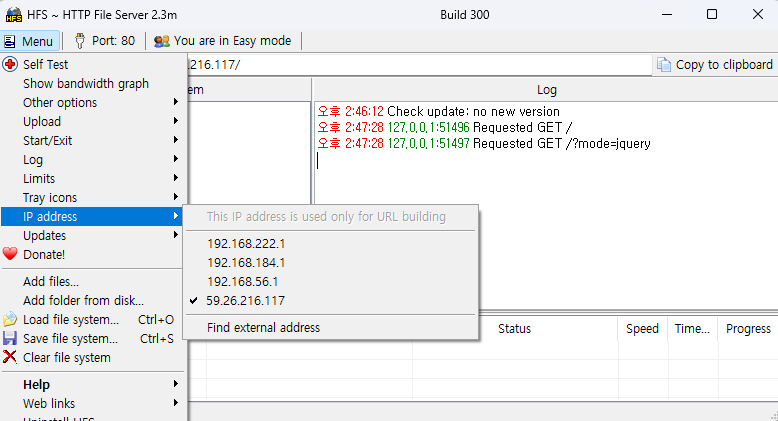 HFS ~ HTTP File Server 2.3m Build 300
Menu Port: 80 You are in Easy mode
216.117/ Copy to clipboard
Log
Self Test
Show bandwidth graph
Other options
Upload
Start/Exit
Log
Limits
Tray icons
IP address
Updates
Donate!
Add files...
Add folder from disk...
Load file system... Ctrl+O
Save file system... Ctrl+S
Clear file system
Help
Web links
Uninstall HFS
This IP address is used only for URL building
192.168.222.1
192.168.184.1
192.168.56.1
59.26.216.117
Find external address
오후 2:46:12 Check update: no new version
오후 2:47:28 127.0.0.1:51496 Requested GET /
오후 2:47:28 127.0.0.1:51497 Requested GET /?mode=jquery
Status Speed Time... Progress